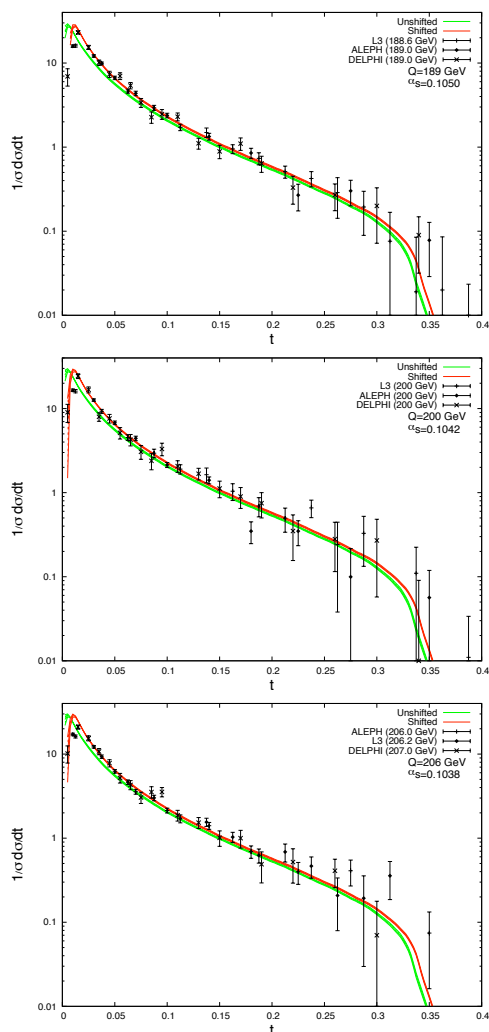 Unshifted
Shifted
L3 (188.6 GeV)
ALEPH (189.0 GeV)
DELPHI (189.0 GeV)
Q=189 GeV
αs=0.1050
10
1
0.1
0.01
1/σ dσ/dt
0 0.05 0.1 0.15 0.2 0.25 0.3 0.35 0.4
t
Unshifted
Shifted
L3 (200 GeV)
ALEPH (200 GeV)
DELPHI (200 GeV)
Q=200 GeV
αs=0.1042
10
1
0.1
0.01
1/σ dσ/dt
0 0.05 0.1 0.15 0.2 0.25 0.3 0.35 0.4
t
Unshifted
Shifted
ALEPH (206.0 GeV)
L3 (206.2 GeV)
DELPHI (207.0 GeV)
Q=206 GeV
αs=0.1038
10
1
0.1
0.01
1/σ dσ/dt
0 0.05 0.1 0.15 0.2 0.25 0.3 0.35 0.4
t